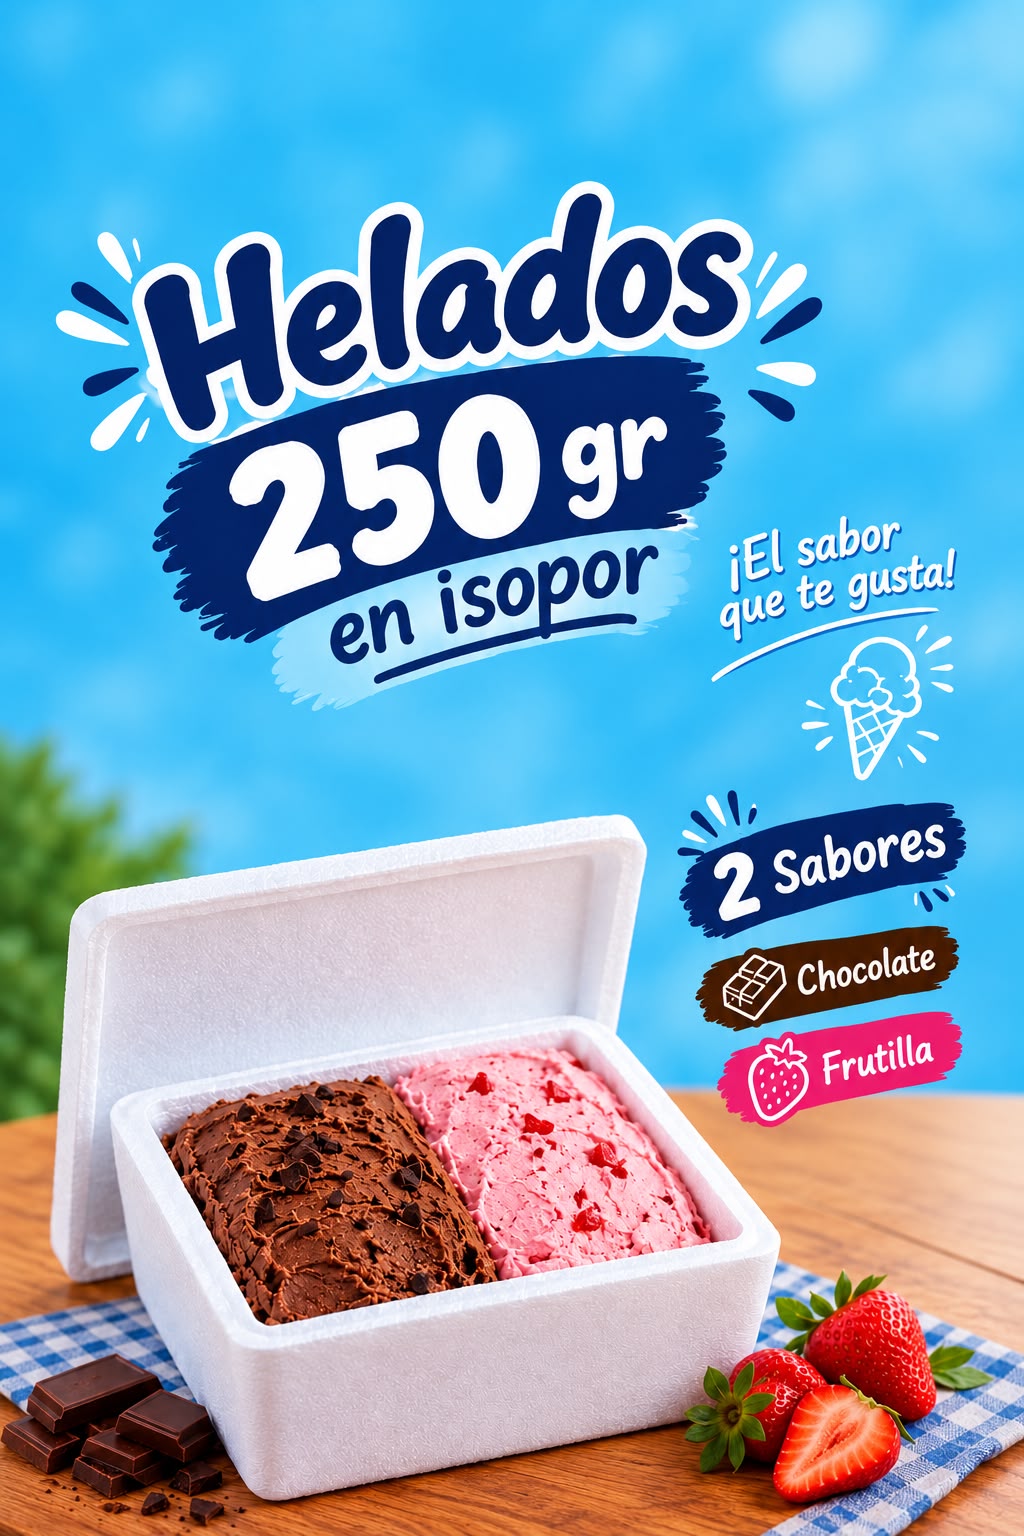 Helados
250 gr
en isopor
¡El sabor
que te gusta!
2 Sabores
Chocolate
Frutilla